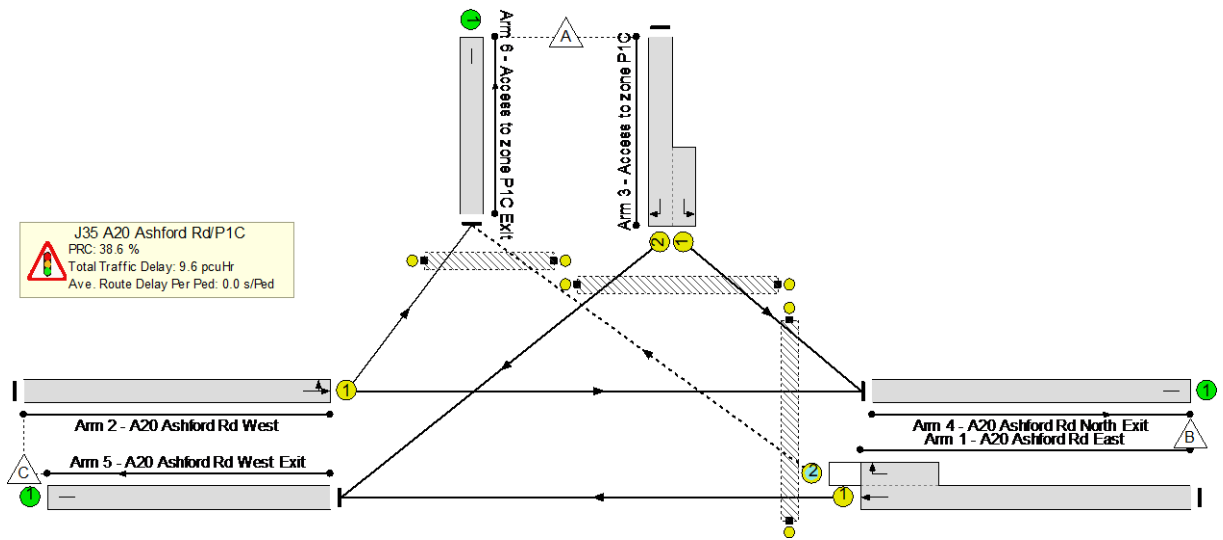 1
A
Arm 6 - Access to zone P1C Exit
Arm 3 - Access to zone P1C
J35 A20 Ashford Rd/P1C
PRC: 38.6 %
Total Traffic Delay: 9.6 pcuHr
Ave. Route Delay Per Ped: 0.0 s/Ped
2
1
1
1
Arm 2 - A20 Ashford Rd West
Arm 4 - A20 Ashford Rd North Exit
Arm 1 - A20 Ashford Rd East
B
C
Arm 5 - A20 Ashford Rd West Exit
2
1
1